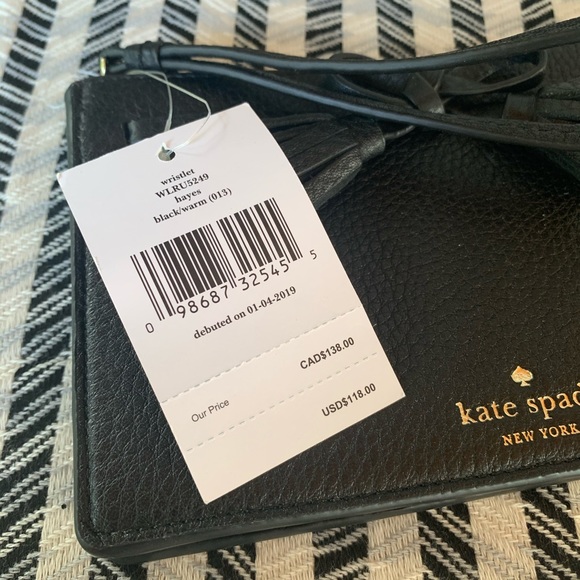 wristlet
WLRU5249
hayes
black/warm (013)
0 98687 32545 5
debuted on 01-04-2019
CAD$138.00
Our Price USD$118.00
kate spad
NEW YORK